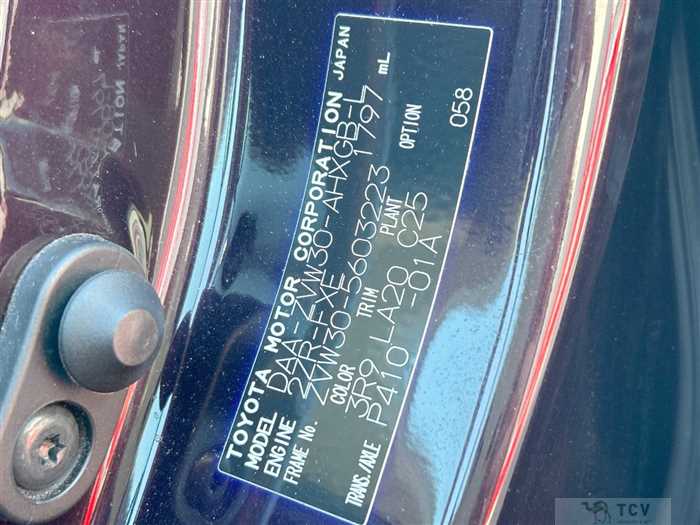 TOYOTA MOTOR CORPORATION JAPAN
MODEL DAA-ZVW30-AHXGB-L
ENGINE 2ZR-FXE 1797 mL
FRAME No. ZVW30-5603223
COLOR TRIM PLANT OPTION
3R9 LA20 C25 058
TRANS./AXLE P410 -01A
TCV